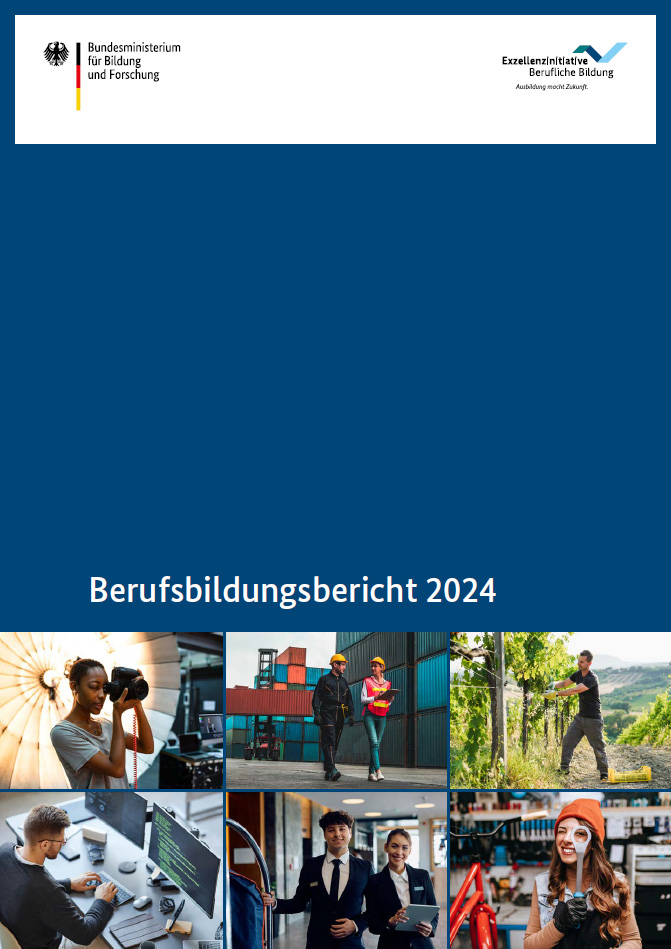 Bundesministerium
für Bildung
und Forschung
Exzellenzinitiative
Berufliche Bildung
Ausbildung macht Zukunft.
Berufsbildungsbericht 2024